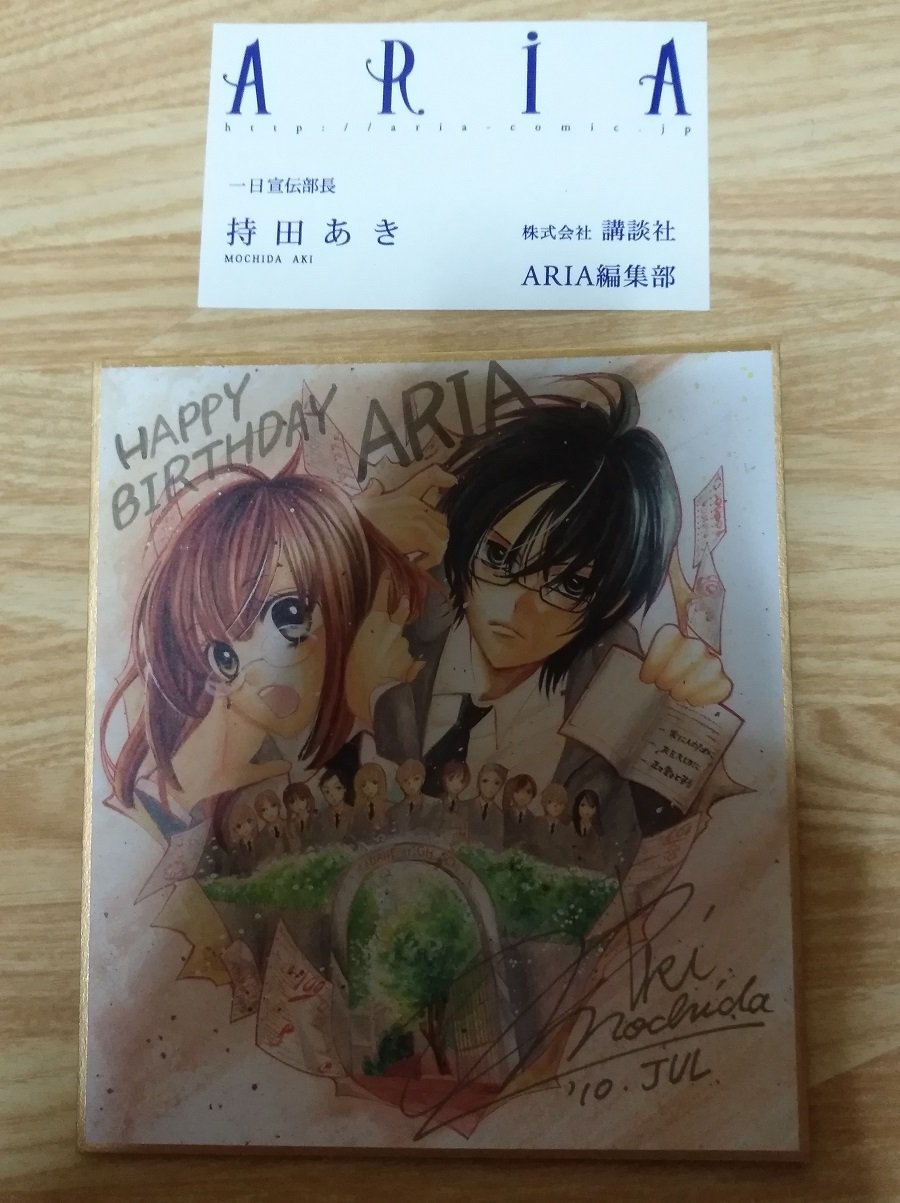 ARIA
http://aria-comic.jp
一日宣伝部長
持田あき
MOCHIDA AKI
株式会社 講談社
ARIA編集部
HAPPY
BIRTHDAY ARIA
Aki
Mochida
'10. JUL